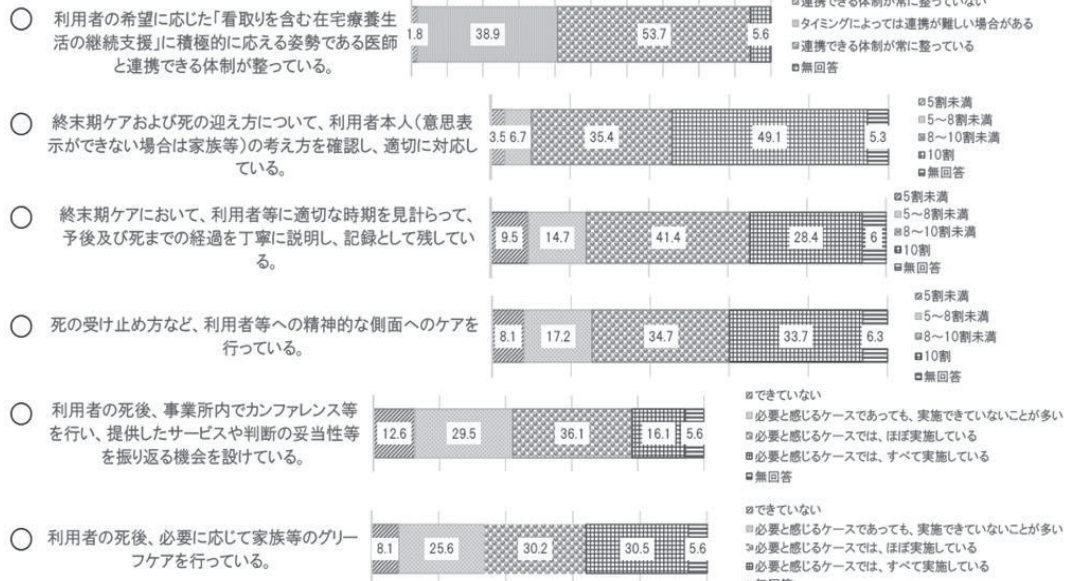 連携できる体制が常に整っていない
○ 利用者の希望に応じた「看取りを含む在宅療養生
活の継続支援」に積極的に応える姿勢である医師
と連携できる体制が整っている。
1.8 38.9 53.7 5.6
タイミングによっては連携が難しい場合がある
連携できる体制が常に整っている
無回答
○ 終末期ケアおよび死の迎え方について、利用者本人(意思表
示ができない場合は家族等)の考え方を確認し、適切に対応し
ている。
3.5 6.7 35.4 49.1 5.3
5割未満
5～8割未満
8～10割未満
10割
無回答
○ 終末期ケアにおいて、利用者等に適切な時期を見計らって、
予後及び死までの経過を丁寧に説明し、記録として残してい
る。
9.5 14.7 41.4 28.4 6
5割未満
5～8割未満
8～10割未満
10割
無回答
○ 死の受け止め方など、利用者等への精神的な側面へのケアを
行っている。
8.1 17.2 34.7 33.7 6.3
5割未満
5～8割未満
8～10割未満
10割
無回答
○ 利用者の死後、事業所内でカンファレンス等
を行い、提供したサービスや判断の妥当性等
を振り返る機会を設けている。
12.6 29.5 36.1 16.1 5.6
できていない
必要と感じるケースであっても、実施できていないことが多い
必要と感じるケースでは、ほぼ実施している
必要と感じるケースでは、すべて実施している
無回答
○ 利用者の死後、必要に応じて家族等のグリー
フケアを行っている。
8.1 25.6 30.2 30.5 5.6
できていない
必要と感じるケースであっても、実施できていないことが多い
必要と感じるケースでは、ほぼ実施している
必要と感じるケースでは、すべて実施している